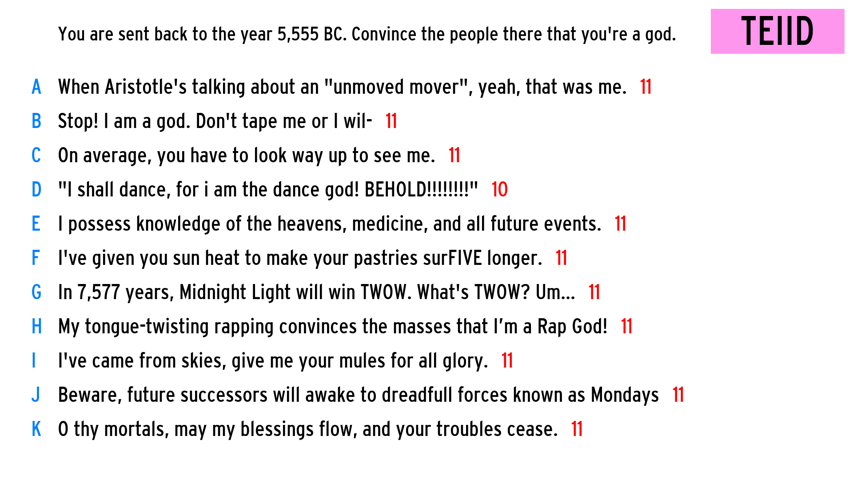 You are sent back to the year 5,555 BC. Convince the people there that you're a god.
TEIID
A When Aristotle's talking about an "unmoved mover", yeah, that was me. 11
B Stop! I am a god. Don't tape me or I wil- 11
C On average, you have to look way up to see me. 11
D "I shall dance, for i am the dance god! BEHOLD!!!!!!!!" 10
E I possess knowledge of the heavens, medicine, and all future events. 11
F I've given you sun heat to make your pastries surFIVE longer. 11
G In 7,577 years, Midnight Light will win TWOW. What's TWOW? Um... 11
H My tongue-twisting rapping convinces the masses that I’m a Rap God! 11
I I've came from skies, give me your mules for all glory. 11
J Beware, future successors will awake to dreadfull forces known as Mondays 11
K O thy mortals, may my blessings flow, and your troubles cease. 11